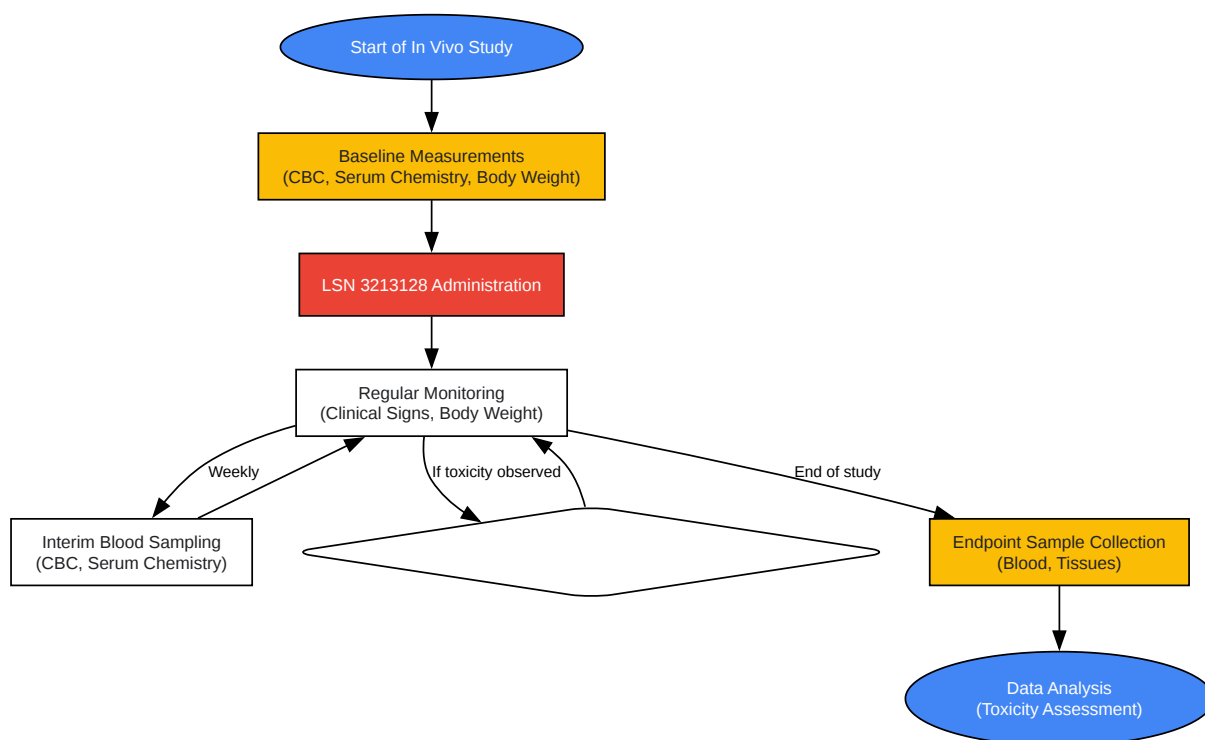 Start of In Vivo Study
Baseline Measurements
(CBC, Serum Chemistry, Body Weight)
LSN 3213128 Administration
Regular Monitoring
(Clinical Signs, Body Weight)
Weekly
If toxicity observed
End of study
Interim Blood Sampling
(CBC, Serum Chemistry)
Endpoint Sample Collection
(Blood, Tissues)
Data Analysis
(Toxicity Assessment)